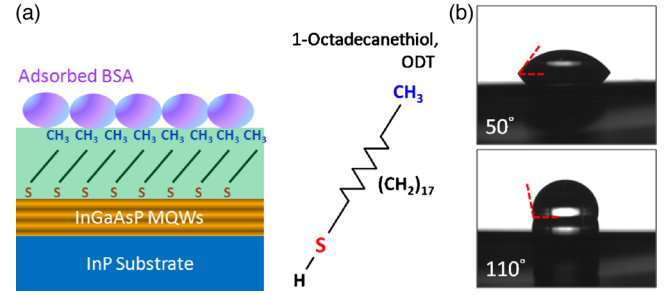 (a)
Adsorbed BSA
CH3 CH3 CH3 CH3 CH3 CH3 CH3
S S S S S S S S
InGaAsP MQWs
InP Substrate
1-Octadecanethiol,
ODT
CH3
(CH2)17
S
H
(b)
50°
110°